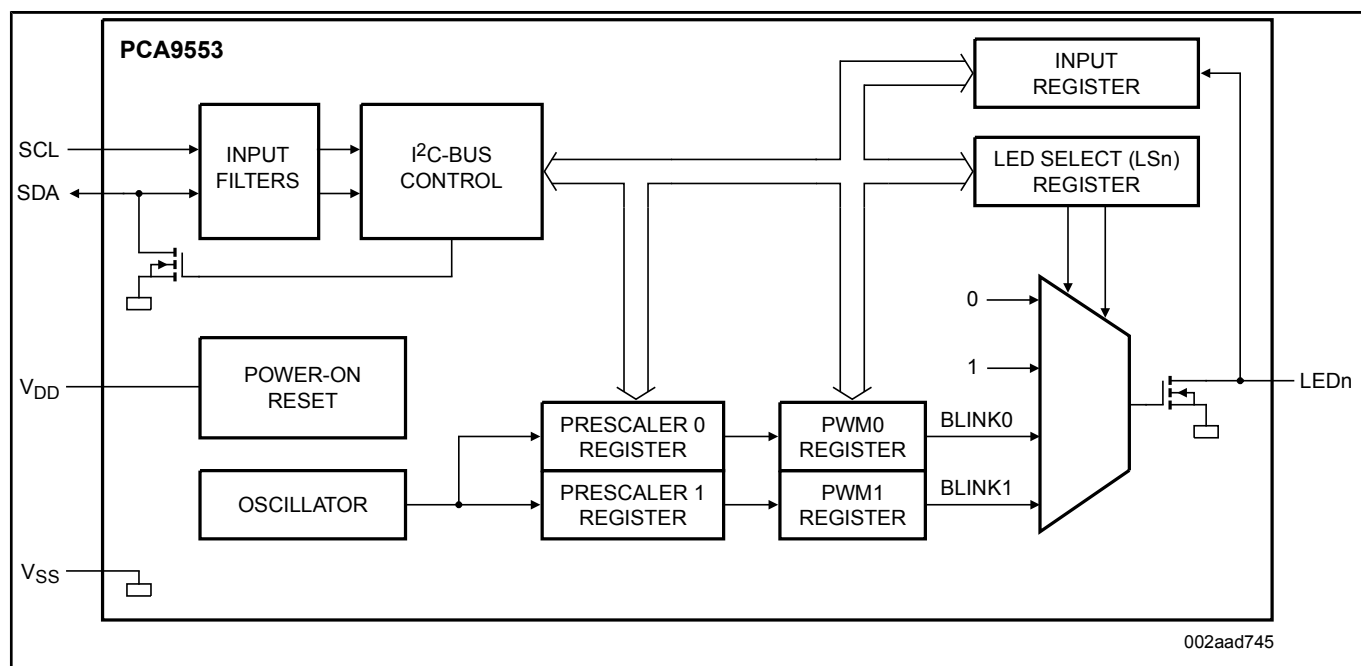 PCA9553
INPUT
REGISTER
SCL
SDA
INPUT
FILTERS
I²C-BUS
CONTROL
LED SELECT (LSn)
REGISTER
0
1
VDD
POWER-ON
RESET
LEDn
PRESCALER 0
REGISTER
PWM0
REGISTER
BLINK0
OSCILLATOR
PRESCALER 1
REGISTER
PWM1
REGISTER
BLINK1
VSS
002aad745